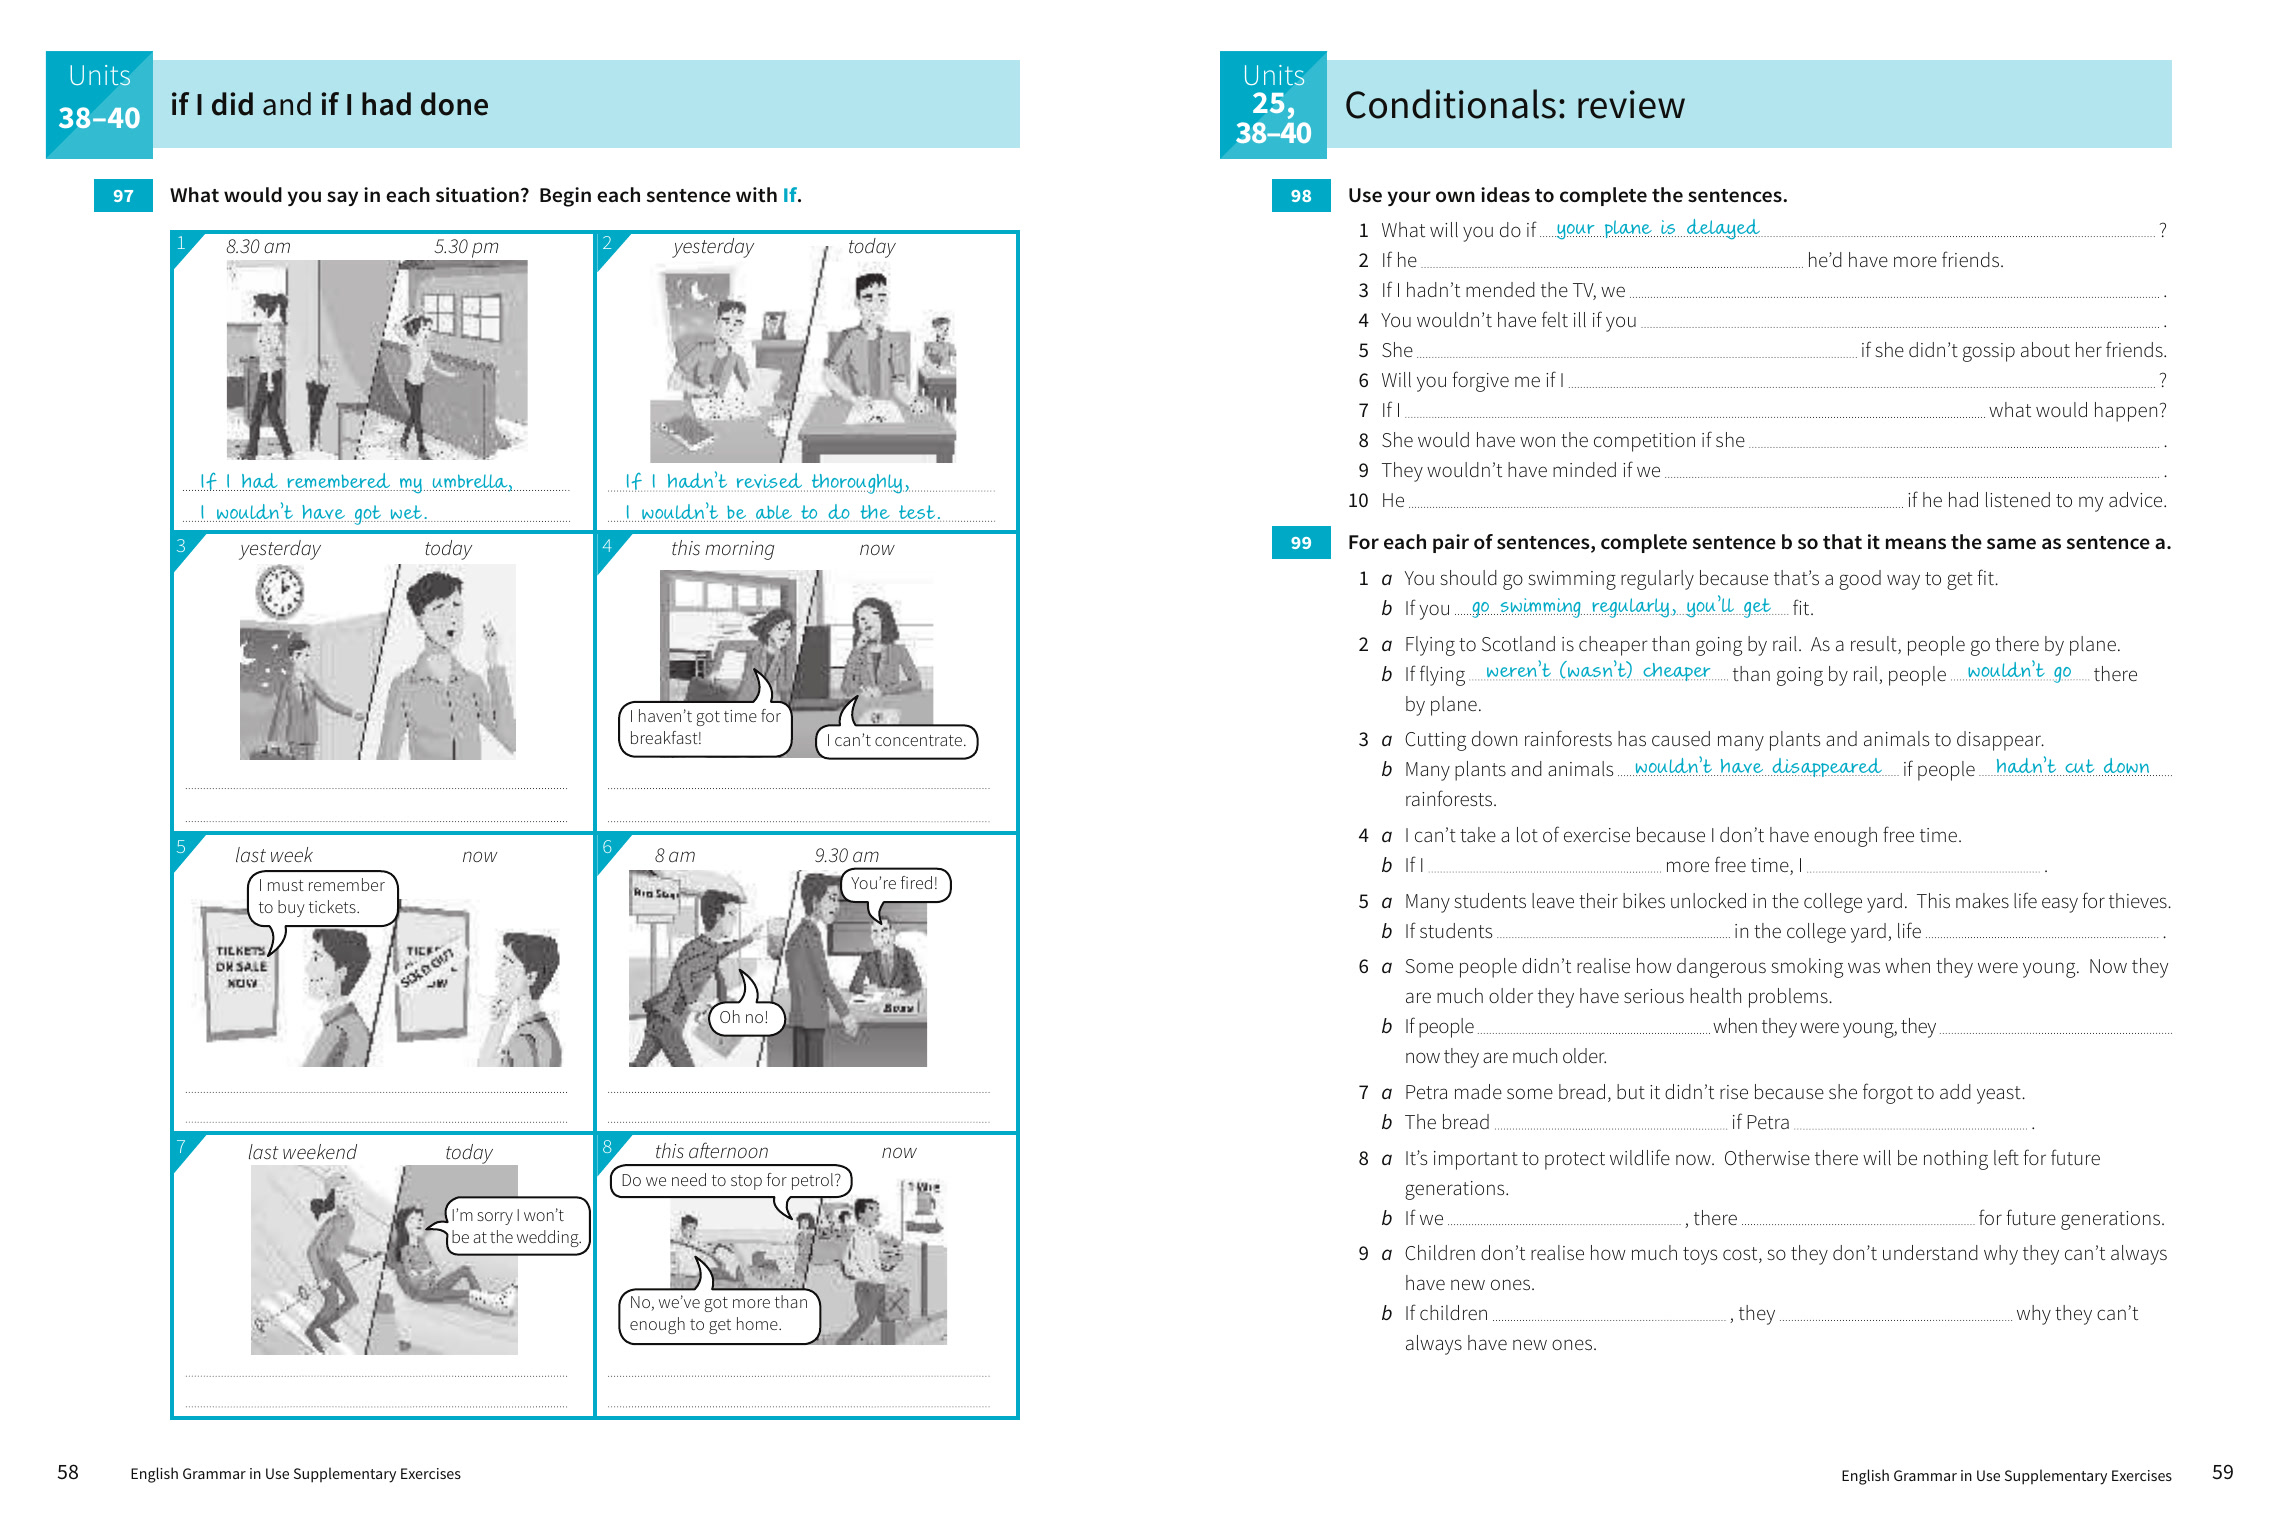 Units
38–40
if I did and if I had done
97 What would you say in each situation? Begin each sentence with If.
1
8.30 am 5.30 pm
If I had remembered my umbrella,
I wouldn't have got wet.
2
yesterday today
If I hadn't revised thoroughly,
I wouldn't be able to do the test.
3
yesterday today
4
this morning now
I haven't got time for
breakfast!
I can't concentrate.
5
last week now
I must remember
to buy tickets.
TICKETS
ON SALE
NOW
SOLD OUT
6
8 am 9.30 am
You're fired!
Oh no!
7
last weekend today
I'm sorry I won't
be at the wedding.
8
this afternoon now
Do we need to stop for petrol?
No, we've got more than
enough to get home.
58 English Grammar in Use Supplementary Exercises
Units
25,
38–40
Conditionals: review
98 Use your own ideas to complete the sentences.
1 What will you do if your plane is delayed ?
2 If he he'd have more friends.
3 If I hadn't mended the TV, we .
4 You wouldn't have felt ill if you .
5 She if she didn't gossip about her friends.
6 Will you forgive me if I ?
7 If I what would happen?
8 She would have won the competition if she .
9 They wouldn't have minded if we .
10 He if he had listened to my advice.
99 For each pair of sentences, complete sentence b so that it means the same as sentence a.
1 a You should go swimming regularly because that's a good way to get fit.
b If you go swimming regularly, you'll get fit.
2 a Flying to Scotland is cheaper than going by rail. As a result, people go there by plane.
b If flying weren't (wasn't) cheaper than going by rail, people wouldn't go there
by plane.
3 a Cutting down rainforests has caused many plants and animals to disappear.
b Many plants and animals wouldn't have disappeared if people hadn't cut down
rainforests.
4 a I can't take a lot of exercise because I don't have enough free time.
b If I more free time, I .
5 a Many students leave their bikes unlocked in the college yard. This makes life easy for thieves.
b If students in the college yard, life .
6 a Some people didn't realise how dangerous smoking was when they were young. Now they
are much older they have serious health problems.
b If people when they were young, they
now they are much older.
7 a Petra made some bread, but it didn't rise because she forgot to add yeast.
b The bread if Petra .
8 a It's important to protect wildlife now. Otherwise there will be nothing left for future
generations.
b If we , there for future generations.
9 a Children don't realise how much toys cost, so they don't understand why they can't always
have new ones.
b If children , they why they can't
always have new ones.
English Grammar in Use Supplementary Exercises 59